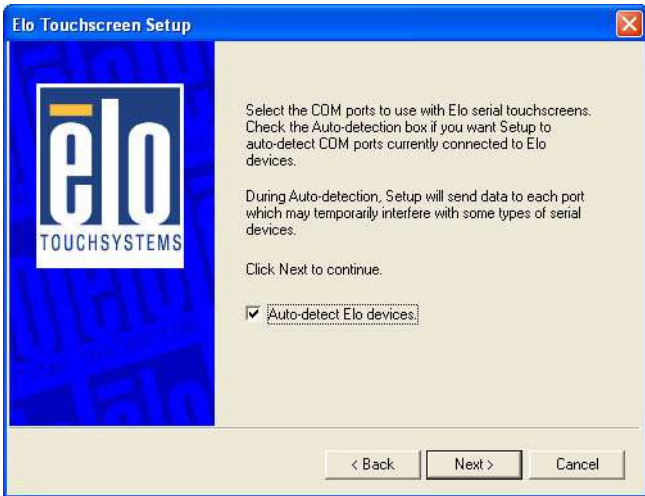 Elo Touchscreen Setup
elo
TOUCHSYSTEMS
Select the COM ports to use with Elo serial touchscreens.
Check the Auto-detection box if you want Setup to
auto-detect COM ports currently connected to Elo
devices.
During Auto-detection, Setup will send data to each port
which may temporarily interfere with some types of serial
devices.
Click Next to continue.
Auto-detect Elo devices.
< Back
Next >
Cancel